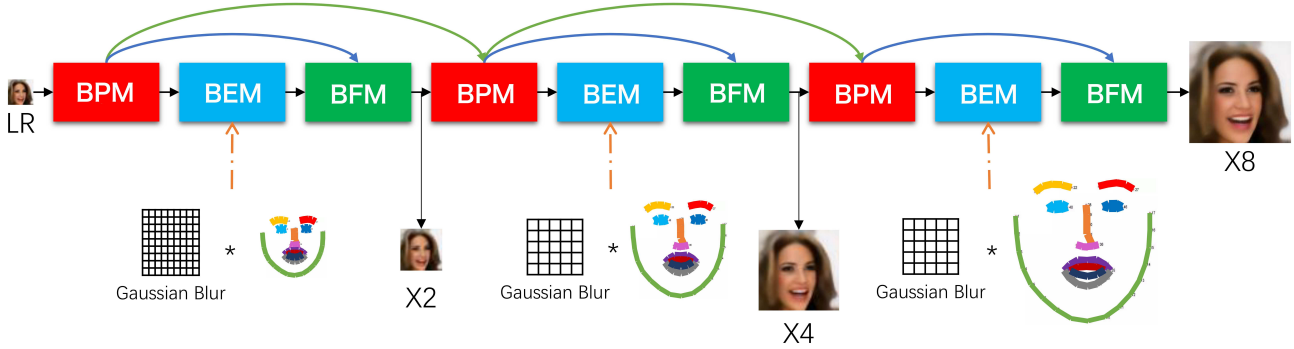 BPM
BEM
BFM
BPM
BEM
BFM
BPM
BEM
BFM
LR
X8
*
*
*
Gaussian Blur
Gaussian Blur
Gaussian Blur
X2
X4